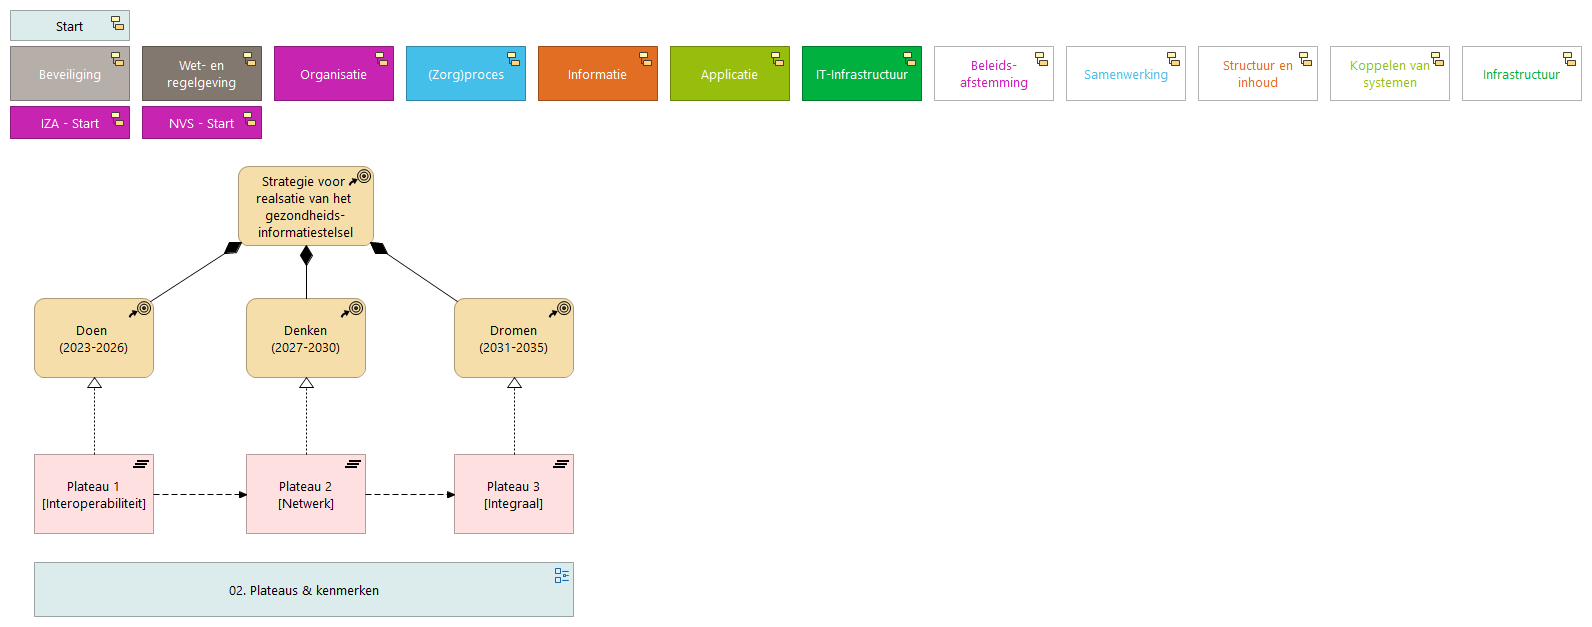 Start
Beveiliging
Wet- en
regelgeving
Organisatie
(Zorg)proces
Informatie
Applicatie
IT-Infrastructuur
Beleids-
afstemming
Samenwerking
Structuur en
inhoud
Koppelen van
systemen
Infrastructuur
IZA - Start
NVS - Start
Strategie voor
realsatie van het
gezondheids-
informatiestelsel
Doen
(2023-2026)
Denken
(2027-2030)
Dromen
(2031-2035)
Plateau 1
[Interoperabiliteit]
Plateau 2
[Netwerk]
Plateau 3
[Integraal]
02. Plateaus & kenmerken